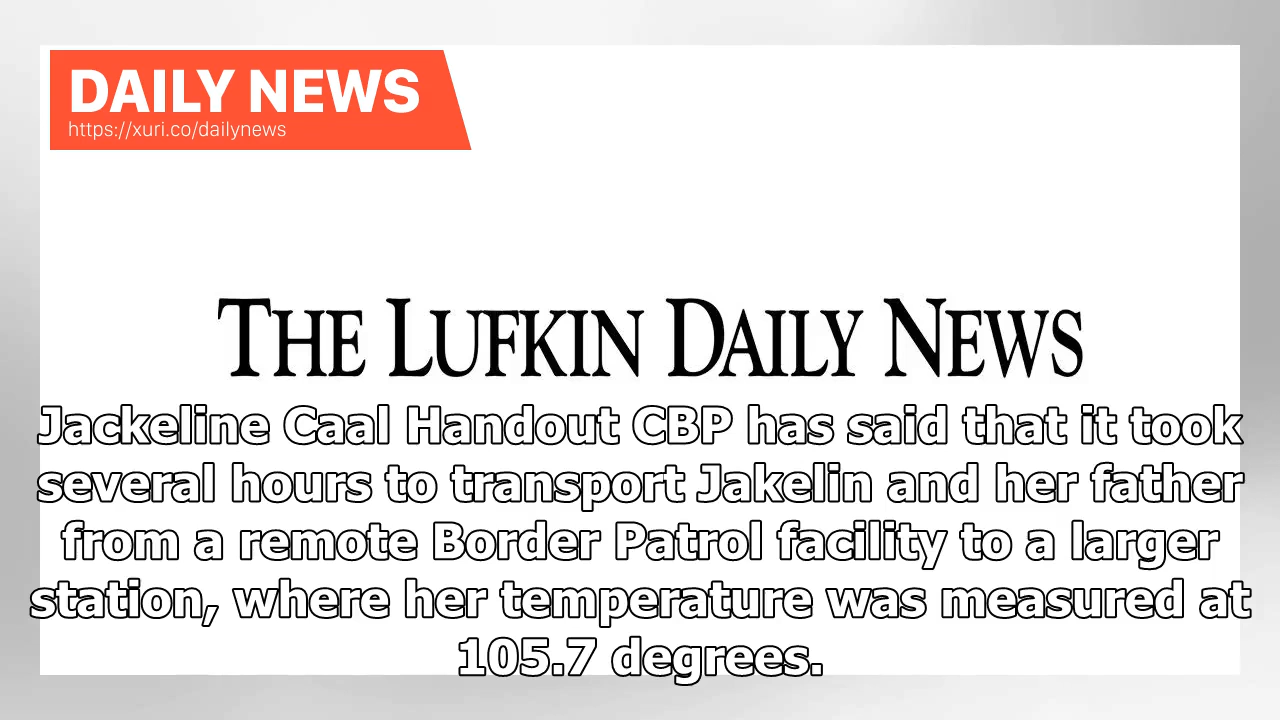 DAILY NEWS
https://xuri.co/dailynews
THE LUFKIN DAILY NEWS
Jackeline Caal Handout CBP has said that it took
several hours to transport Jakelin and her father
from a remote Border Patrol facility to a larger
station, where her temperature was measured at
105.7 degrees.